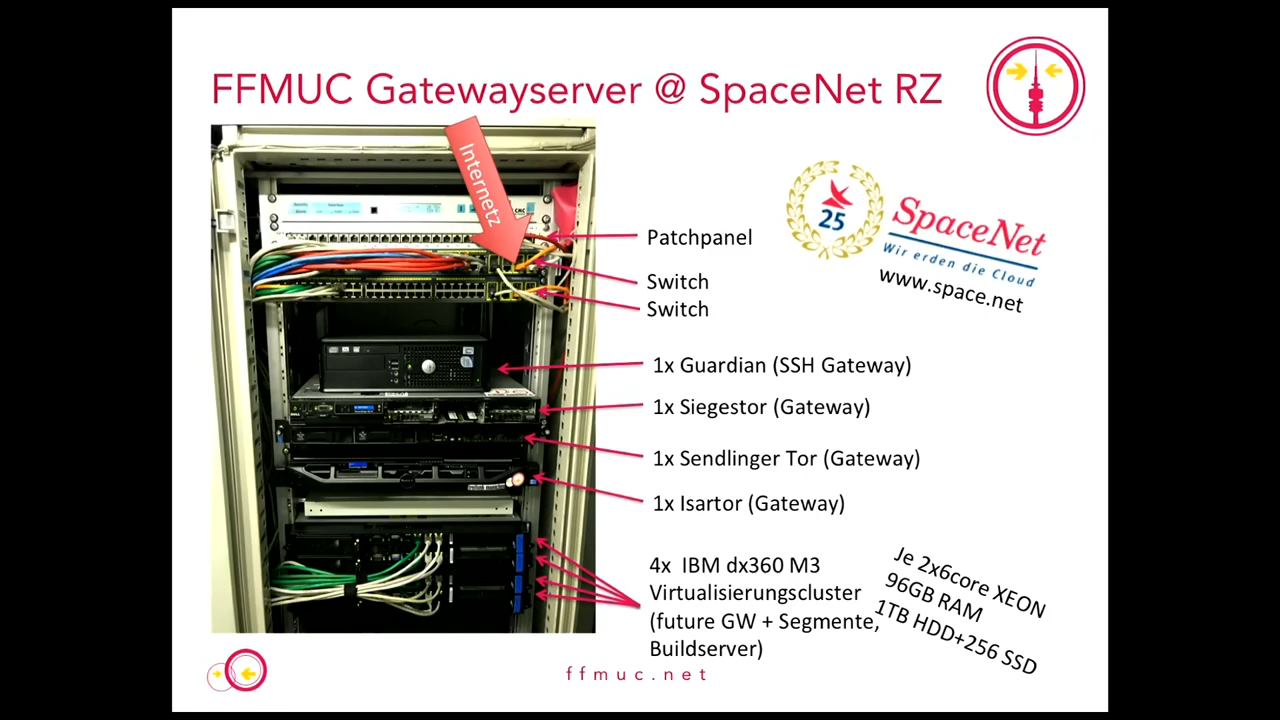 FFMUC Gatewayserver @ SpaceNet RZ
Internetz
25
SpaceNet
Wir erden die Cloud
www.space.net
Patchpanel
Switch
Switch
1x Guardian (SSH Gateway)
1x Siegestor (Gateway)
1x Sendlinger Tor (Gateway)
1x Isartor (Gateway)
4x IBM dx360 M3
Virtualisierungscluster
(future GW + Segmente,
Buildserver)
Je 2x6core XEON
96GB RAM
1TB HDD+256 SSD
ffmuc.net